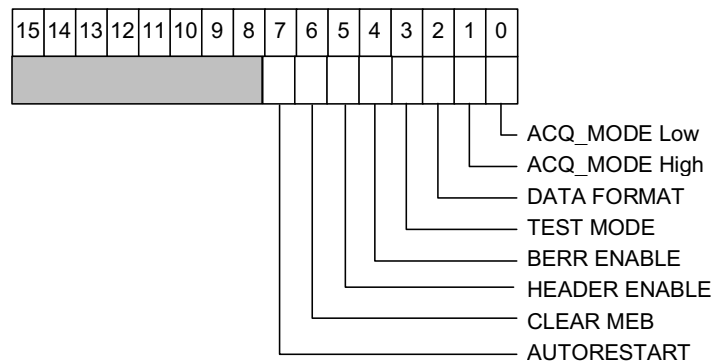 15 14 13 12 11 10 9 8 7 6 5 4 3 2 1 0
ACQ_MODE Low
ACQ_MODE High
DATA FORMAT
TEST MODE
BERR ENABLE
HEADER ENABLE
CLEAR MEB
AUTORESTART